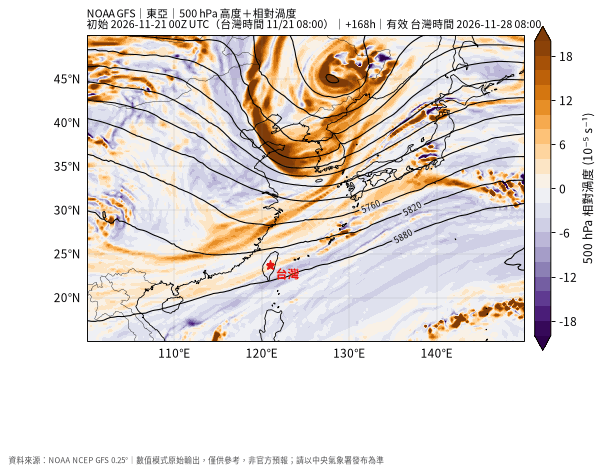 NOAA GFS｜東亞｜500 hPa 高度＋相對渦度
初始 2026-11-21 00Z UTC（台灣時間 11/21 08:00）｜+168h｜有效 台灣時間 2026-11-28 08:00
45°N
40°N
35°N
30°N
25°N
20°N
110°E
120°E
130°E
140°E
5760
5820
5880
台灣
18
12
6
0
-6
-12
-18
500 hPa 相對渦度 (10⁻⁵ s⁻¹)
資料來源：NOAA NCEP GFS 0.25°｜數值模式原始輸出，僅供參考，非官方預報；請以中央氣象署發布為準